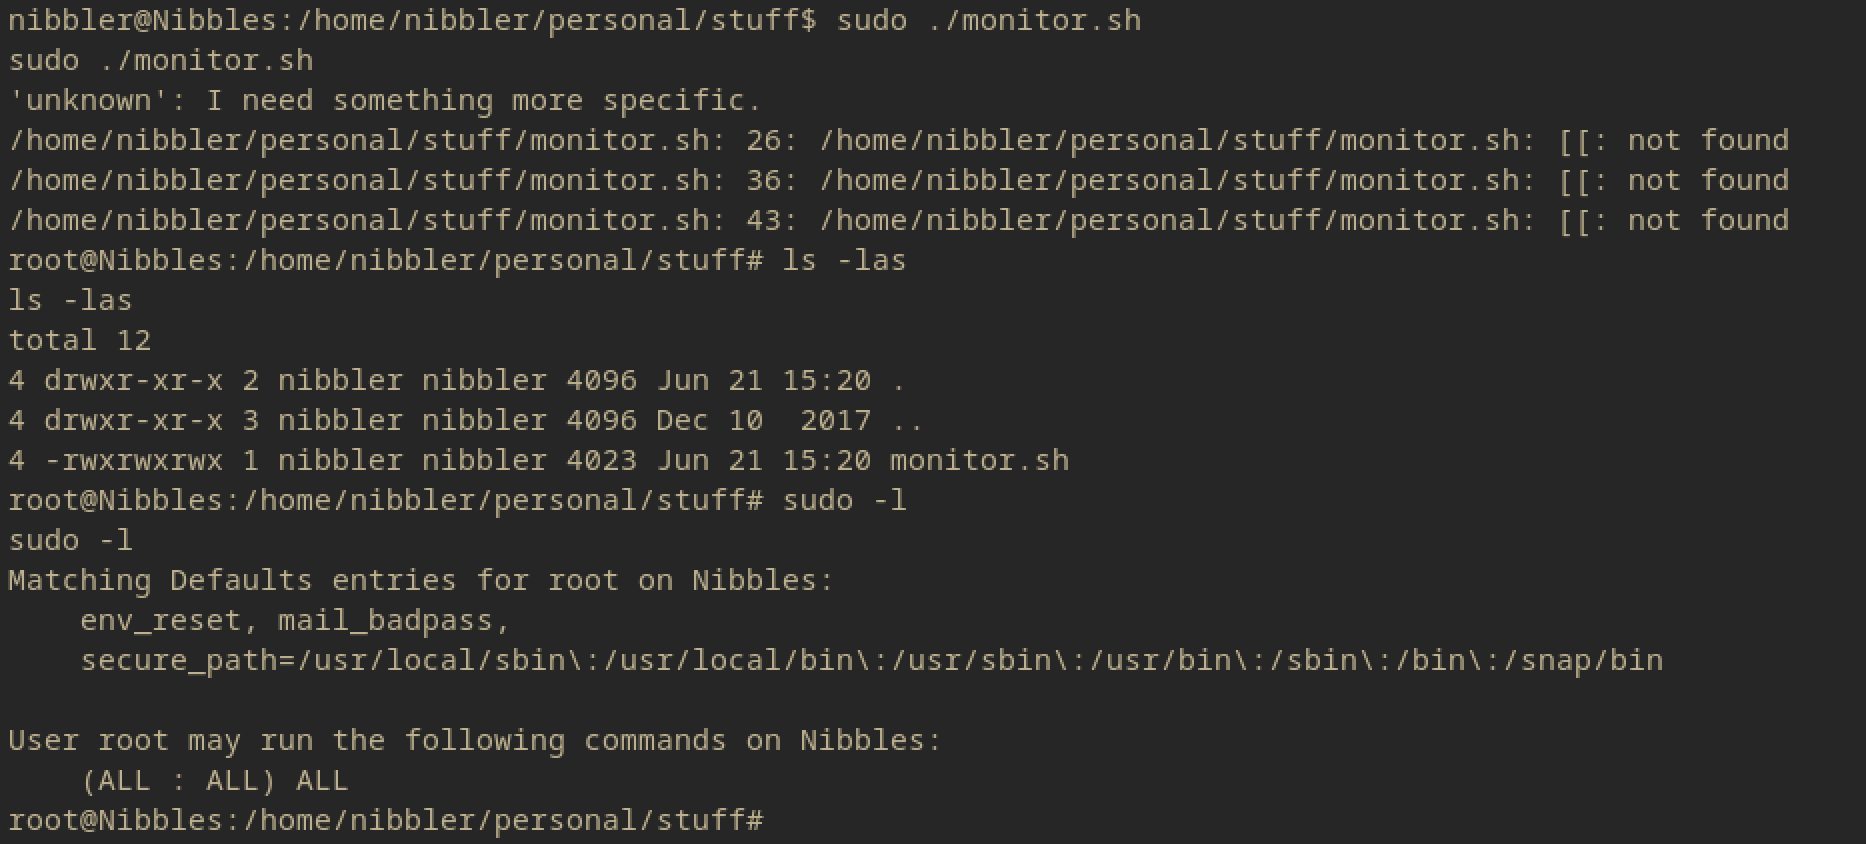 nibbler@Nibbles:/home/nibbler/personal/stuff$ sudo ./monitor.sh
sudo ./monitor.sh
'unknown': I need something more specific.
/home/nibbler/personal/stuff/monitor.sh: 26: /home/nibbler/personal/stuff/monitor.sh: [[: not found
/home/nibbler/personal/stuff/monitor.sh: 36: /home/nibbler/personal/stuff/monitor.sh: [[: not found
/home/nibbler/personal/stuff/monitor.sh: 43: /home/nibbler/personal/stuff/monitor.sh: [[: not found
root@Nibbles:/home/nibbler/personal/stuff# ls -las
ls -las
total 12
4 drwxr-xr-x 2 nibbler nibbler 4096 Jun 21 15:20 .
4 drwxr-xr-x 3 nibbler nibbler 4096 Dec 10  2017 ..
4 -rwxrwxrwx 1 nibbler nibbler 4023 Jun 21 15:20 monitor.sh
root@Nibbles:/home/nibbler/personal/stuff# sudo -l
sudo -l
Matching Defaults entries for root on Nibbles:
    env_reset, mail_badpass,
    secure_path=/usr/local/sbin\:/usr/local/bin\:/usr/sbin\:/usr/bin\:/sbin\:/bin\:/snap/bin

User root may run the following commands on Nibbles:
    (ALL : ALL) ALL
root@Nibbles:/home/nibbler/personal/stuff#